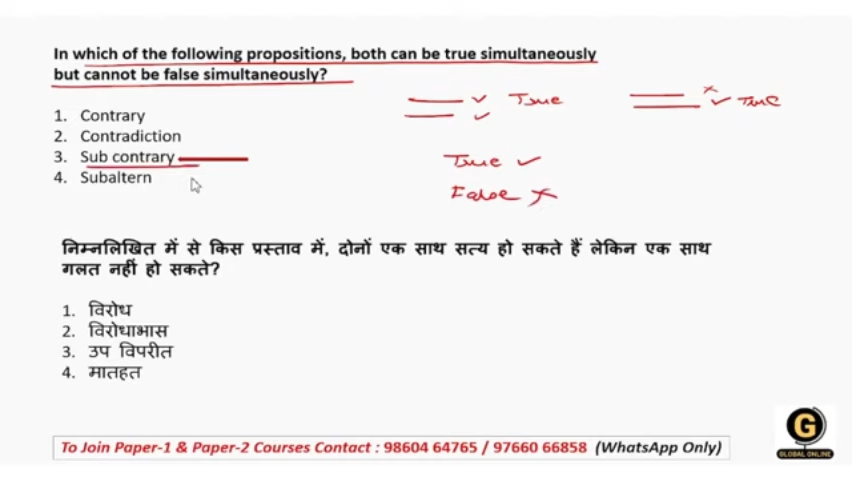 In which of the following propositions, both can be true simultaneously
but cannot be false simultaneously?
True
True
1. Contrary
2. Contradiction
3. Sub contrary
4. Subaltern
True
False
निम्नलिखित में से किस प्रस्ताव में, दोनों एक साथ सत्य हो सकते हैं लेकिन एक साथ
गलत नहीं हो सकते?
1. विरोध
2. विरोधाभास
3. उप विपरीत
4. मातहत
To Join Paper-1 & Paper-2 Courses Contact : 98604 64765 / 97660 66858 (WhatsApp Only)
G
GLOBAL ONLINE